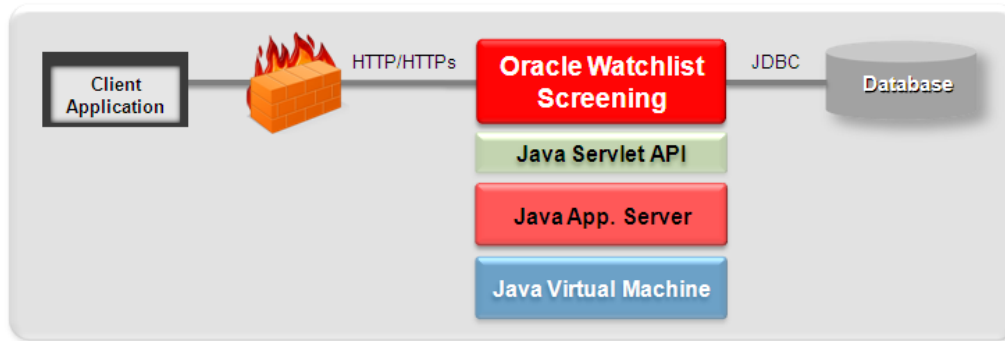 Client
Application
HTTP/HTTPs
Oracle Watchlist
Screening
JDBC
Database
Java Servlet API
Java App. Server
Java Virtual Machine